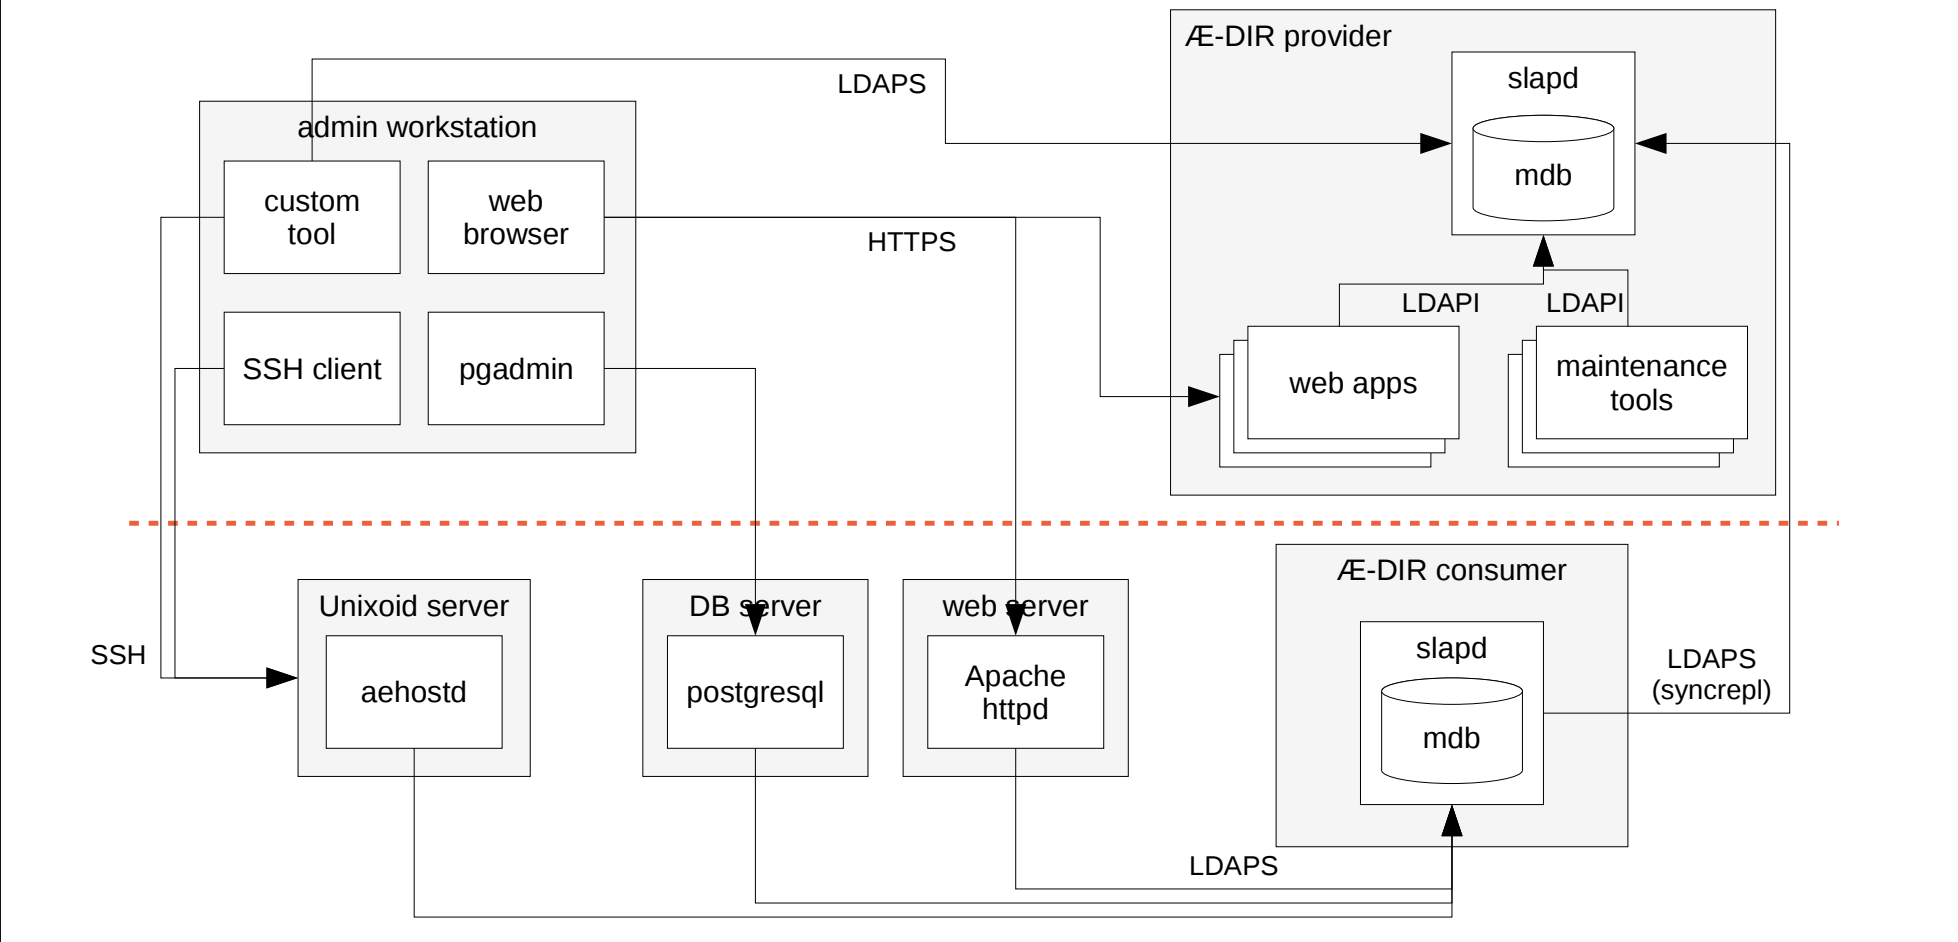 Æ-DIR provider
slapd
mdb
LDAPS
admin workstation
custom
tool
web
browser
HTTPS
LDAPI
LDAPI
SSH client
pgadmin
web apps
maintenance
tools
Æ-DIR consumer
Unixoid server
DB server
web server
slapd
mdb
SSH
aehostd
postgresql
Apache
httpd
LDAPS
(syncrepl)
LDAPS